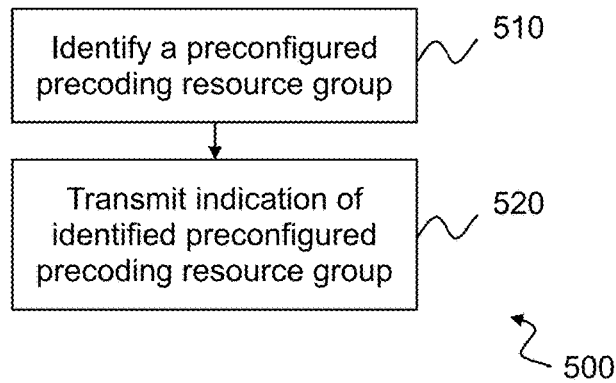 Identify a preconfigured
precoding resource group
510
Transmit indication of
identified preconfigured
precoding resource group
520
500